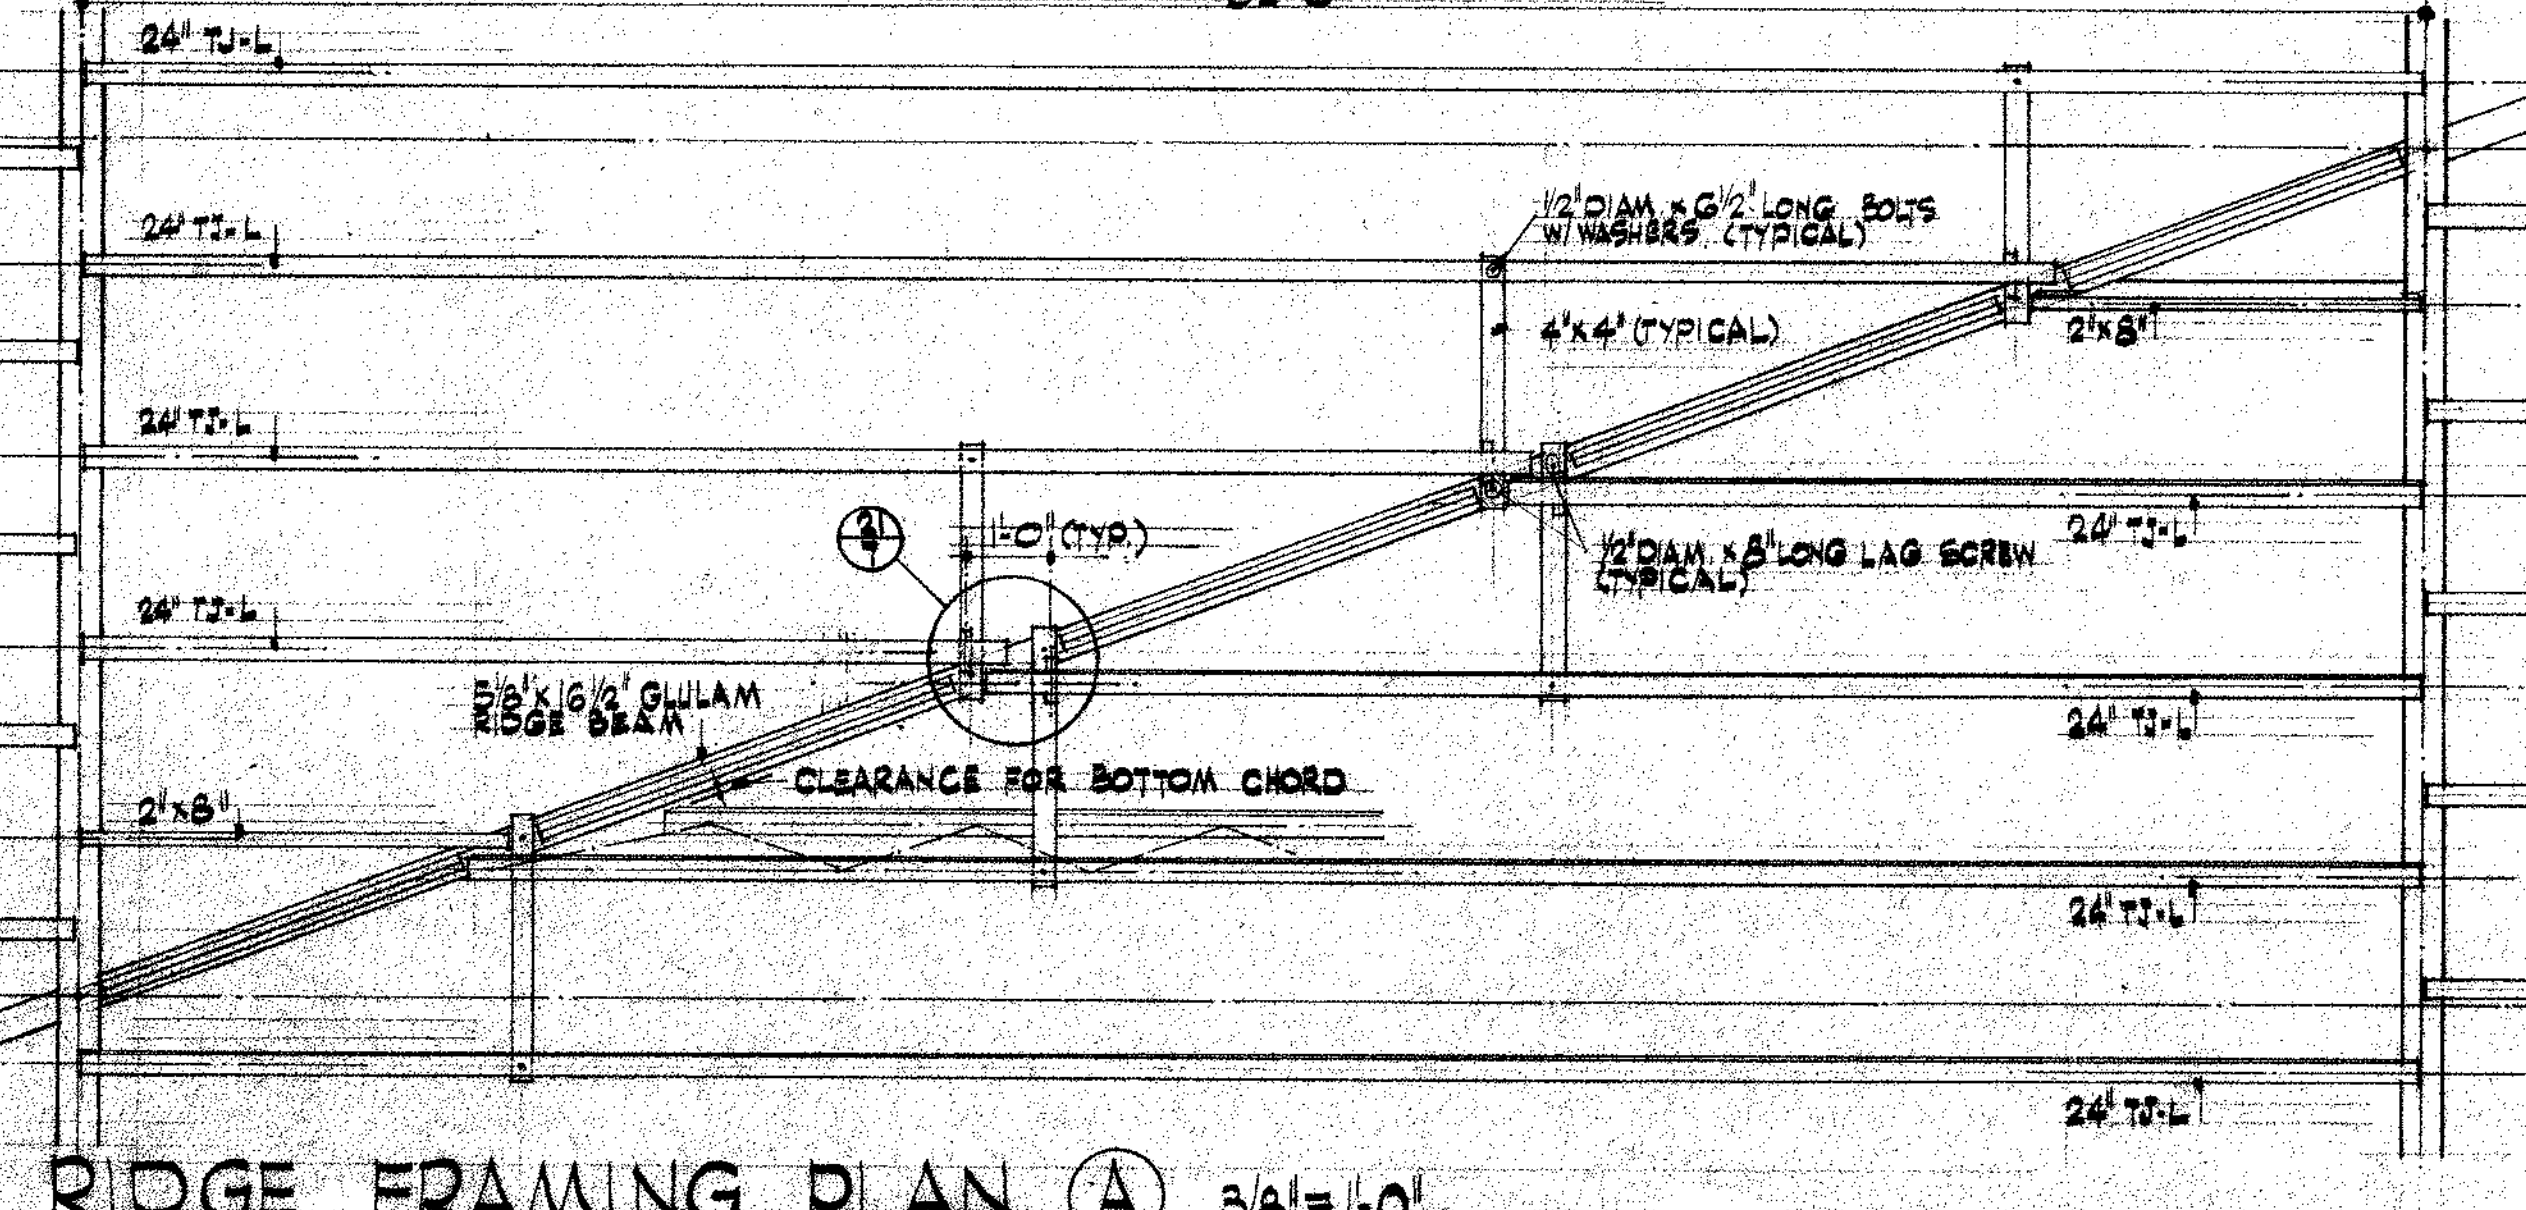 24" TJ-L
24" TJ-L
1/2" DIAM. x 6 1/2" LONG BOLTS
W/ WASHERS. (TYPICAL)
4"x4" (TYPICAL)
2"x8"
24" TJ-L
1'-0" (TYP.)
24" TJ-L
1/2" DIAM. x 8" LONG LAG SCREW
(TYPICAL)
24" TJ-L
5/8" x 16 1/2" GLULAM
RIDGE BEAM
24" TJ-L
CLEARANCE FOR BOTTOM CHORD
2"x8"
24" TJ-L
24" TJ-L
RIDGE FRAMING PLAN A 3/8"=1'-0"